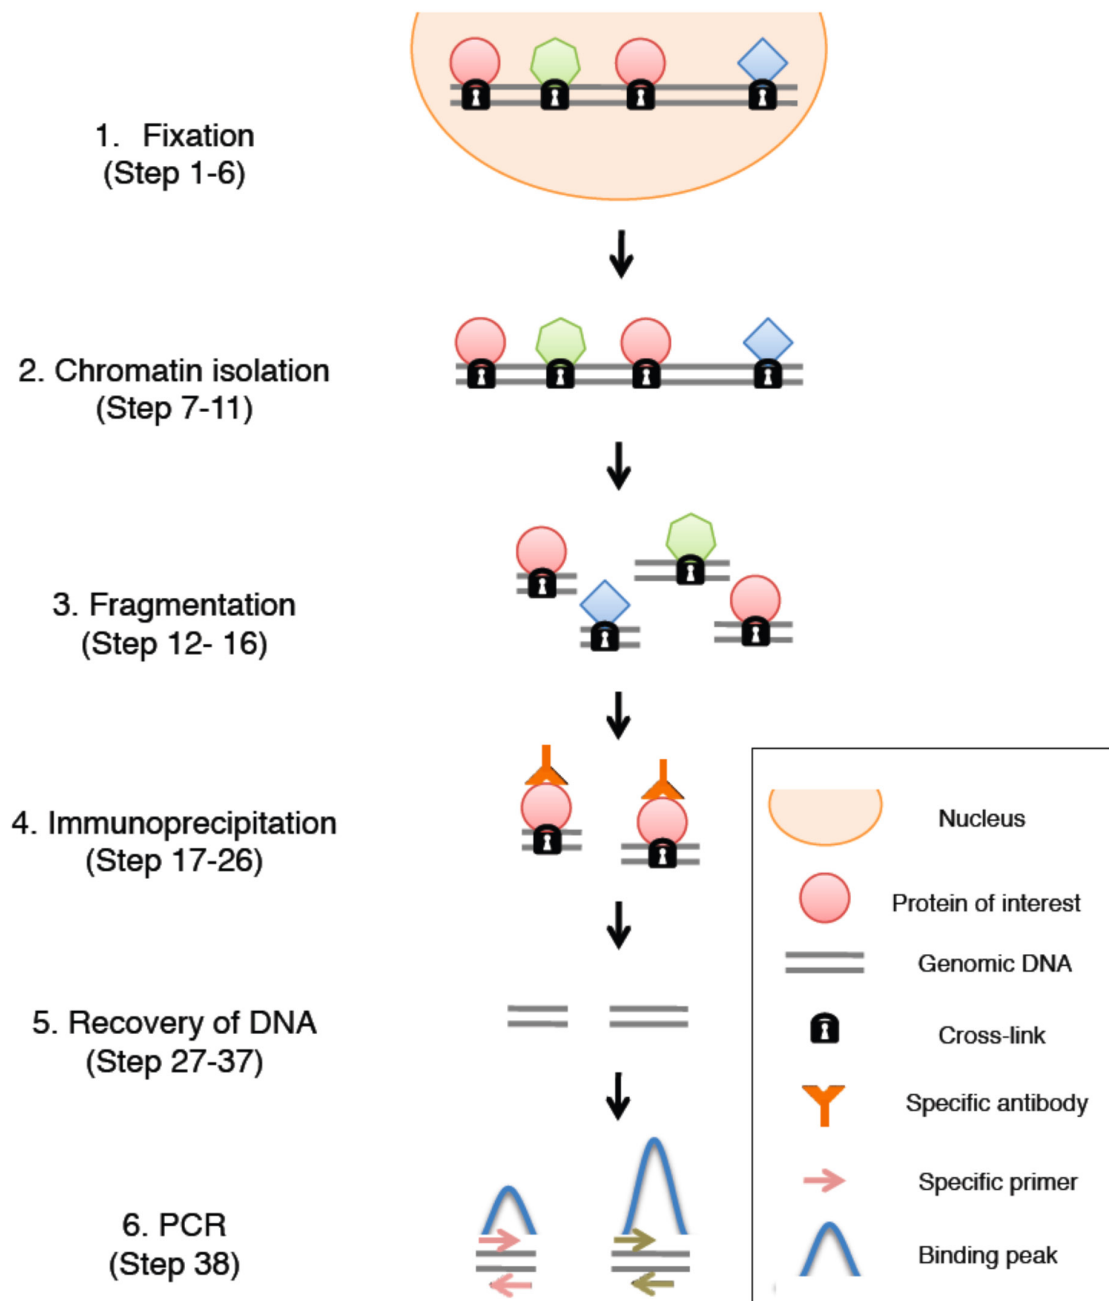 1. Fixation
(Step 1-6)
2. Chromatin isolation
(Step 7-11)
3. Fragmentation
(Step 12- 16)
4. Immunoprecipitation
(Step 17-26)
5. Recovery of DNA
(Step 27-37)
6. PCR
(Step 38)
Nucleus
Protein of interest
Genomic DNA
Cross-link
Specific antibody
Specific primer
Binding peak